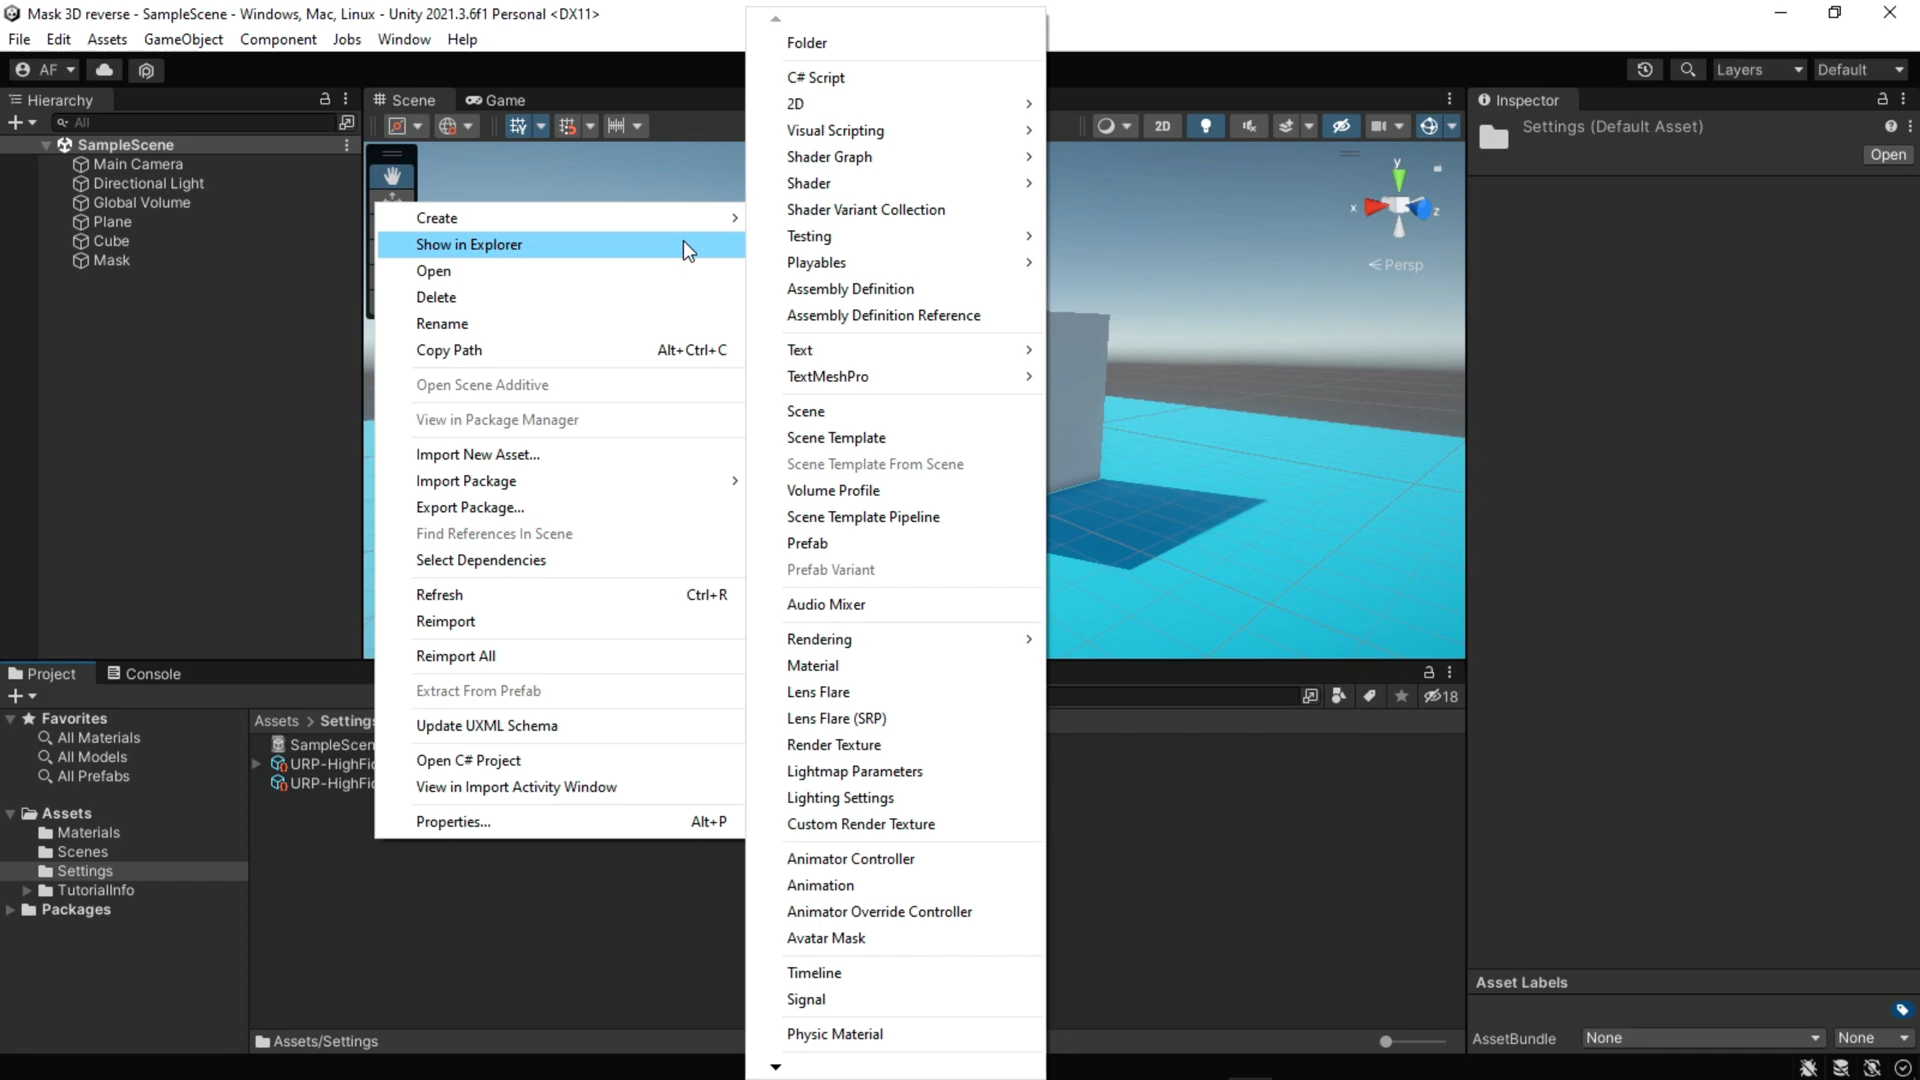 Mask 3D reverse - SampleScene - Windows, Mac, Linux - Unity 2021.3.6f1 Personal <DX11>
File Edit Assets GameObject Component Jobs Window Help
AF
Layers
Default
Hierarchy
All
SampleScene
Main Camera
Directional Light
Global Volume
Plane
Cube
Mask
Scene
Game
2D
y
x
z
Persp
Create
Show in Explorer
Open
Delete
Rename
Copy Path Alt+Ctrl+C
Open Scene Additive
View in Package Manager
Import New Asset...
Import Package
Export Package...
Find References In Scene
Select Dependencies
Refresh Ctrl+R
Reimport
Reimport All
Extract From Prefab
Update UXML Schema
Open C# Project
View in Import Activity Window
Properties... Alt+P
Folder
C# Script
2D
Visual Scripting
Shader Graph
Shader
Shader Variant Collection
Testing
Playables
Assembly Definition
Assembly Definition Reference
Text
TextMeshPro
Scene
Scene Template
Scene Template From Scene
Volume Profile
Scene Template Pipeline
Prefab
Prefab Variant
Audio Mixer
Rendering
Material
Lens Flare
Lens Flare (SRP)
Render Texture
Lightmap Parameters
Lighting Settings
Custom Render Texture
Animator Controller
Animation
Animator Override Controller
Avatar Mask
Timeline
Signal
Physic Material
Inspector
Settings (Default Asset)
Open
Project
Console
18
Favorites
All Materials
All Models
All Prefabs
Assets
Materials
Scenes
Settings
TutorialInfo
Packages
Assets > Settings
SampleScen
URP-HighFid
URP-HighFid
Assets/Settings
Asset Labels
AssetBundle None None